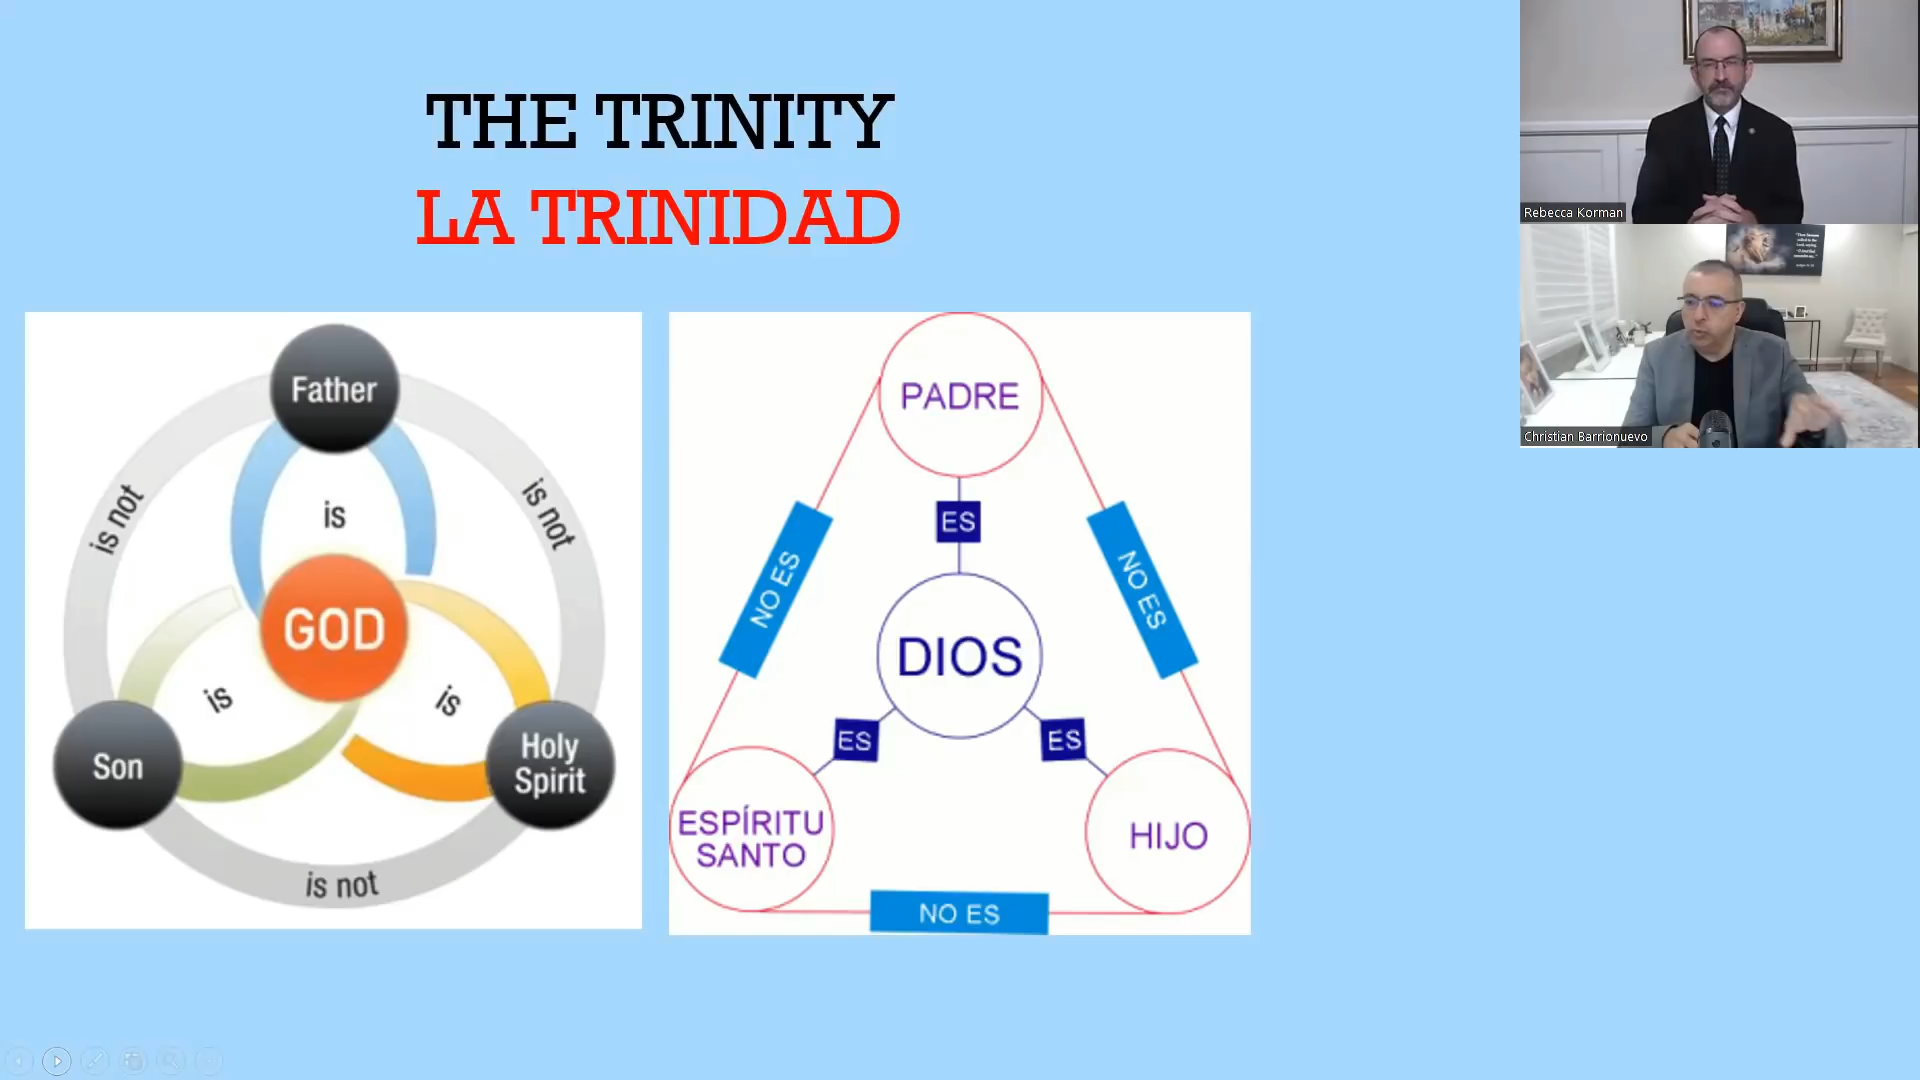 THE TRINITY
LA TRINIDAD
Father
is not
is not
is
GOD
is
is
Son
Holy
Spirit
is not
PADRE
ES
NO ES
NO ES
DIOS
ES
ES
ESPÍRITU
SANTO
HIJO
NO ES
Rebecca Korman
Christian Barrionuevo